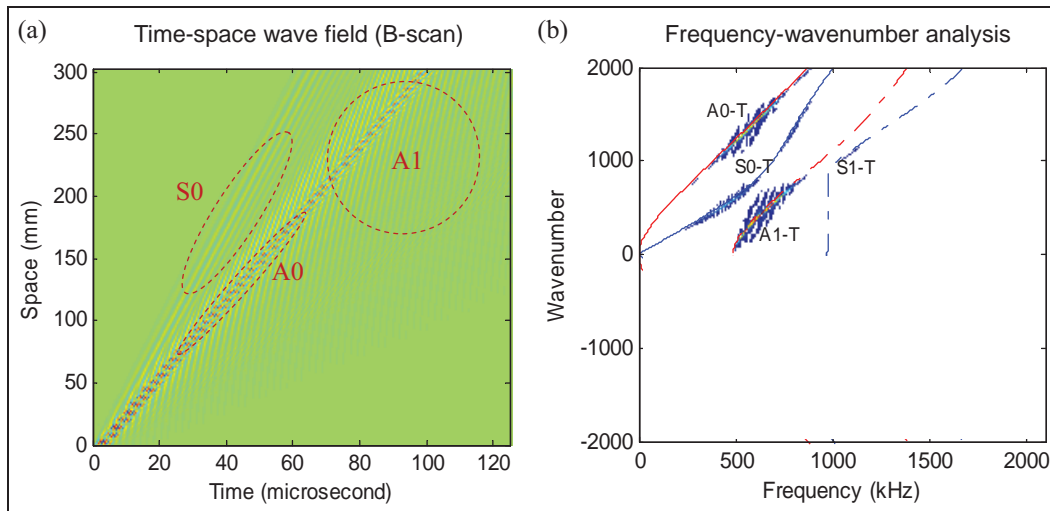 (a)
Time-space wave field (B-scan)
300
250
200
150
100
50
0
Space (mm)
S0
A1
A0
0
20
40
60
80
100
120
Time (microsecond)
(b)
Frequency-wavenumber analysis
2000
1000
0
-1000
-2000
Wavenumber
A0-T
S0-T
S1-T
A1-T
0
500
1000
1500
2000
Frequency (kHz)